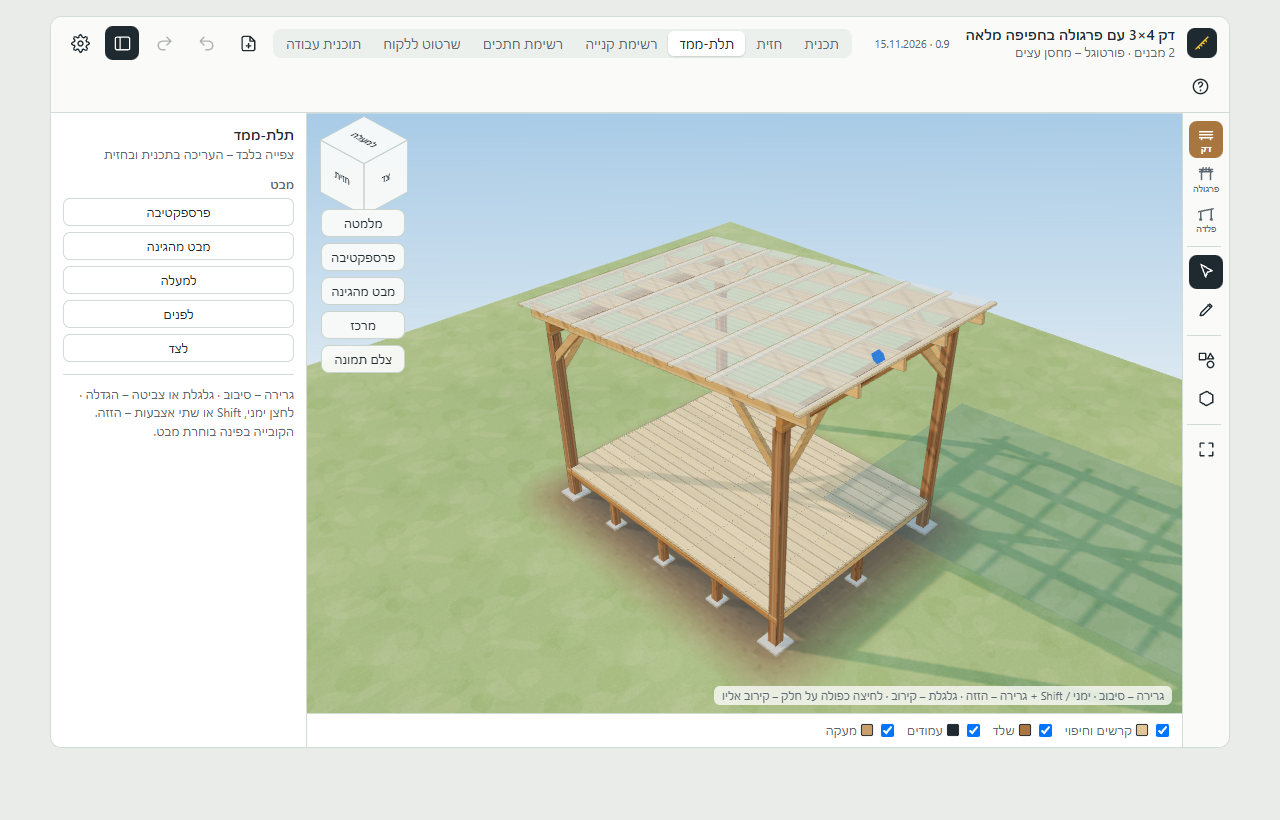 דק 4×3 עם פרגולה בחפיפה מלאה
2 מבנים · פורטוגל – מחסן עצים
15.11.2026 · 0.9
תכנית
חזית
תלת-ממד
רשימת קנייה
רשימת חתכים
שרטוט ללקוח
תוכנית עבודה
דק
פרגולה
פלדה
למעלה
חזית
צד
מלמטה
פרספקטיבה
מבט מהגינה
מרכז
צלם תמונה
תלת-ממד
צפייה בלבד – העריכה בתכנית ובחזית
מבט
פרספקטיבה
מבט מהגינה
למעלה
לפנים
לצד
גרירה – סיבוב · גלגלת או צביטה – הגדלה ·
לחצן ימני, Shift או שתי אצבעות – הזזה.
הקובייה בפינה בוחרת מבט.
גרירה – סיבוב · ימני / Shift + גרירה – הזזה · גלגלת – קירוב · לחיצה כפולה על חלק – קירוב אליו
קרשים וחיפוי
שלד
עמודים
מעקה